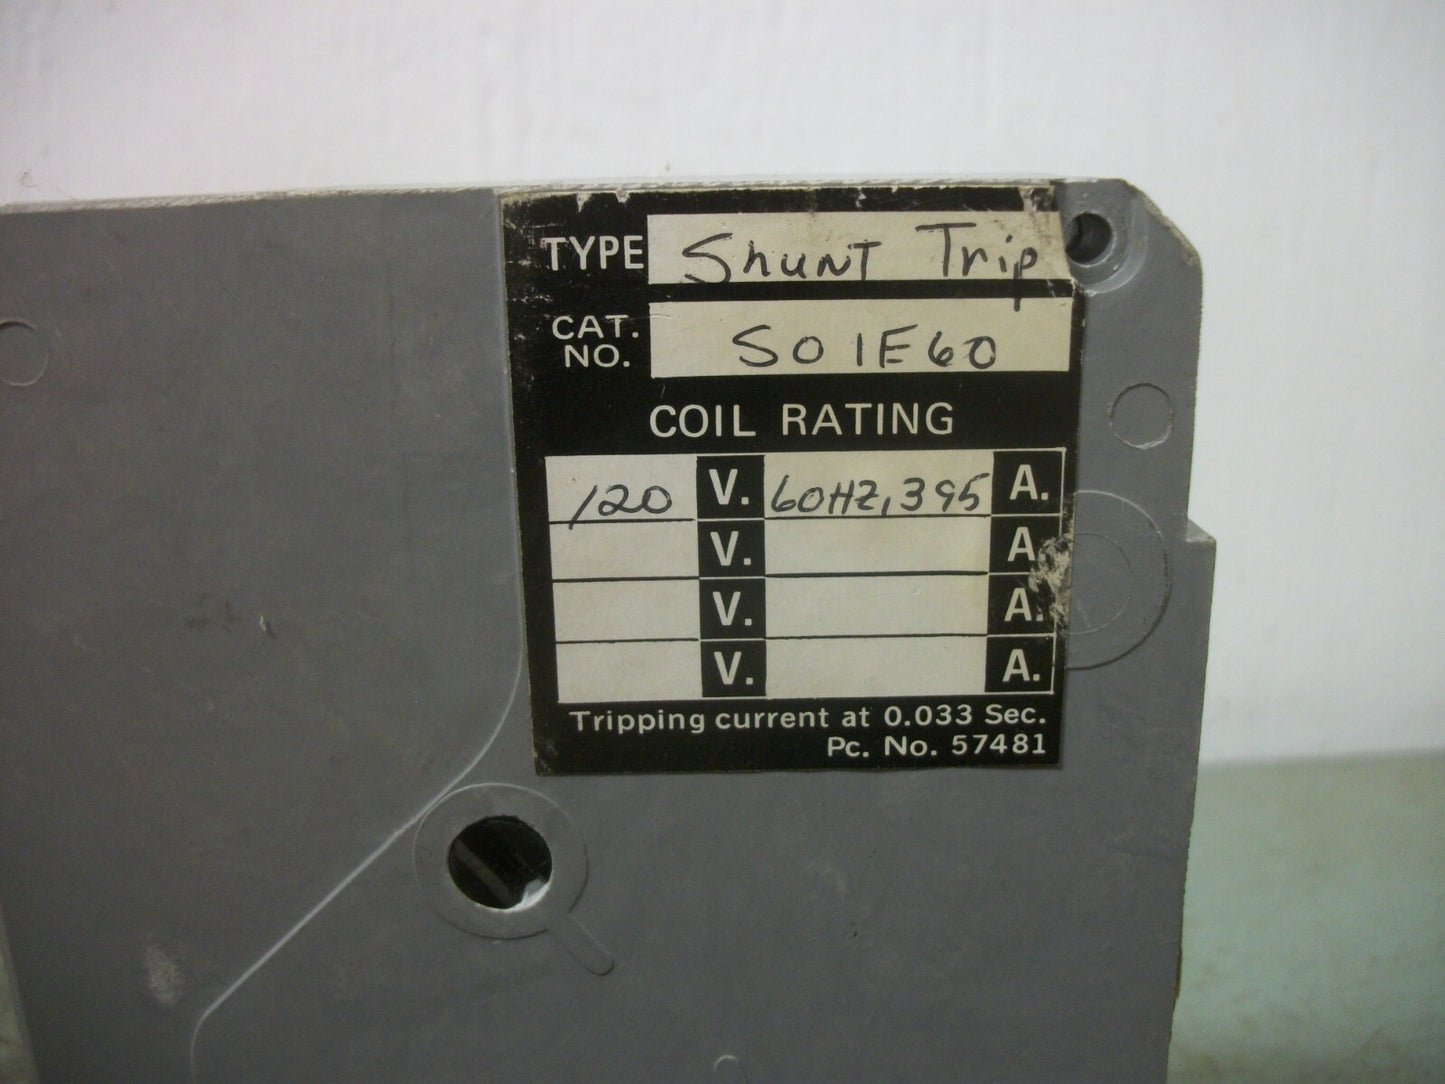 TYPE Shunt Trip
CAT. NO. S01E60
COIL RATING
120 V. 60HZ, 395 A.
V. A.
V. A.
V. A.
Tripping current at 0.033 Sec.
Pc. No. 57481